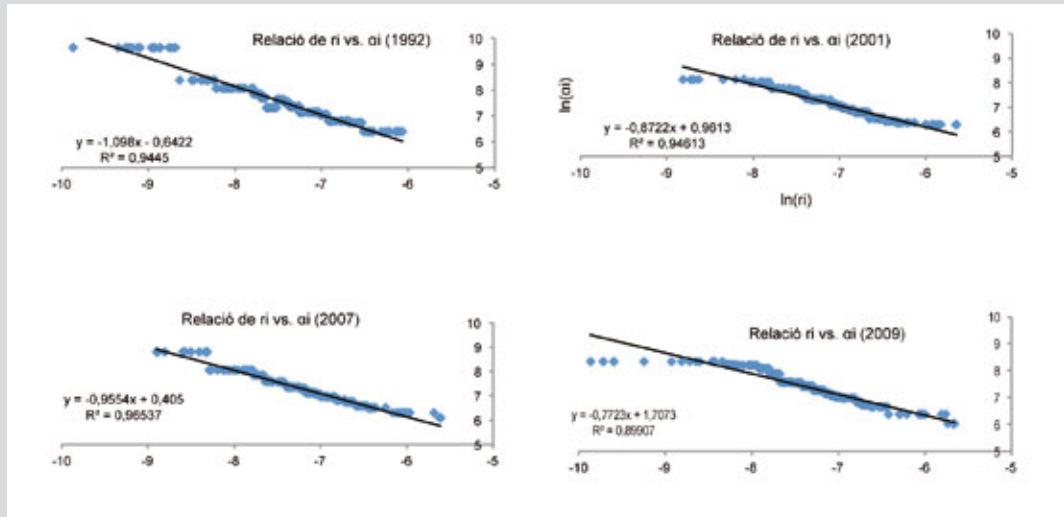 Relació de ri vs. αi (1992)
10
9
8
7
6
5
y = -1,098x - 0,6422
R² = 0,9445
-10 -9 -8 -7 -6 -5
Relació de ri vs. αi (2001)
ln(αi)
10
9
8
7
6
5
y = -0,8722x + 0,9613
R² = 0,94613
-10 -9 -8 -7 -6 -5
ln(ri)
Relació de ri vs. αi (2007)
10
9
8
7
6
5
y = -0,9554x + 0,405
R² = 0,96537
-10 -9 -8 -7 -6 -5
Relació ri vs. αi (2009)
10
9
8
7
6
5
y = -0,7723x + 1,7073
R² = 0,89907
-10 -9 -8 -7 -6 -5